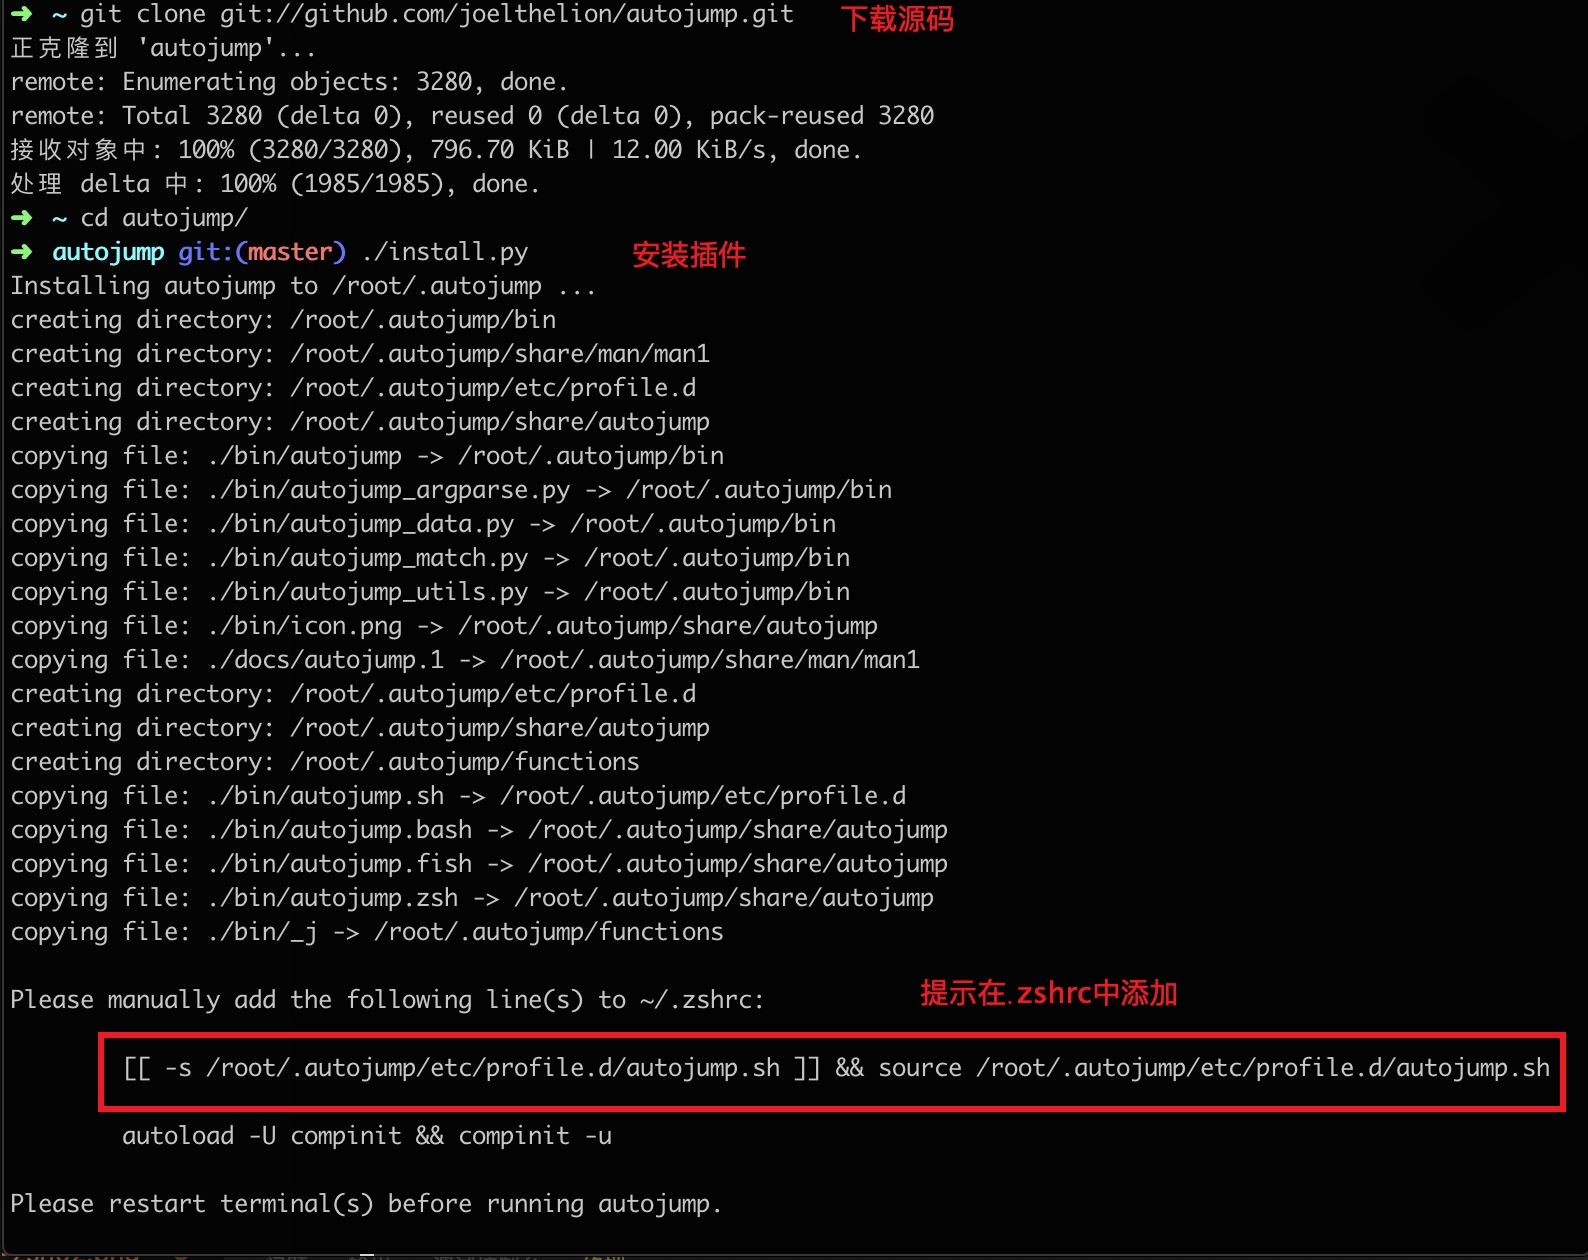 ➜ ~ git clone git://github.com/joelthelion/autojump.git 下载源码
正克隆到 'autojump'...
remote: Enumerating objects: 3280, done.
remote: Total 3280 (delta 0), reused 0 (delta 0), pack-reused 3280
接收对象中: 100% (3280/3280), 796.70 KiB | 12.00 KiB/s, done.
处理 delta 中: 100% (1985/1985), done.
➜ ~ cd autojump/
➜ autojump git:(master) ./install.py 安装插件
Installing autojump to /root/.autojump ...
creating directory: /root/.autojump/bin
creating directory: /root/.autojump/share/man/man1
creating directory: /root/.autojump/etc/profile.d
creating directory: /root/.autojump/share/autojump
copying file: ./bin/autojump -> /root/.autojump/bin
copying file: ./bin/autojump_argparse.py -> /root/.autojump/bin
copying file: ./bin/autojump_data.py -> /root/.autojump/bin
copying file: ./bin/autojump_match.py -> /root/.autojump/bin
copying file: ./bin/autojump_utils.py -> /root/.autojump/bin
copying file: ./bin/icon.png -> /root/.autojump/share/autojump
copying file: ./docs/autojump.1 -> /root/.autojump/share/man/man1
creating directory: /root/.autojump/etc/profile.d
creating directory: /root/.autojump/share/autojump
creating directory: /root/.autojump/functions
copying file: ./bin/autojump.sh -> /root/.autojump/etc/profile.d
copying file: ./bin/autojump.bash -> /root/.autojump/share/autojump
copying file: ./bin/autojump.fish -> /root/.autojump/share/autojump
copying file: ./bin/autojump.zsh -> /root/.autojump/share/autojump
copying file: ./bin/_j -> /root/.autojump/functions
Please manually add the following line(s) to ~/.zshrc: 提示在.zshrc中添加
[[ -s /root/.autojump/etc/profile.d/autojump.sh ]] && source /root/.autojump/etc/profile.d/autojump.sh
autoload -U compinit && compinit -u
Please restart terminal(s) before running autojump.